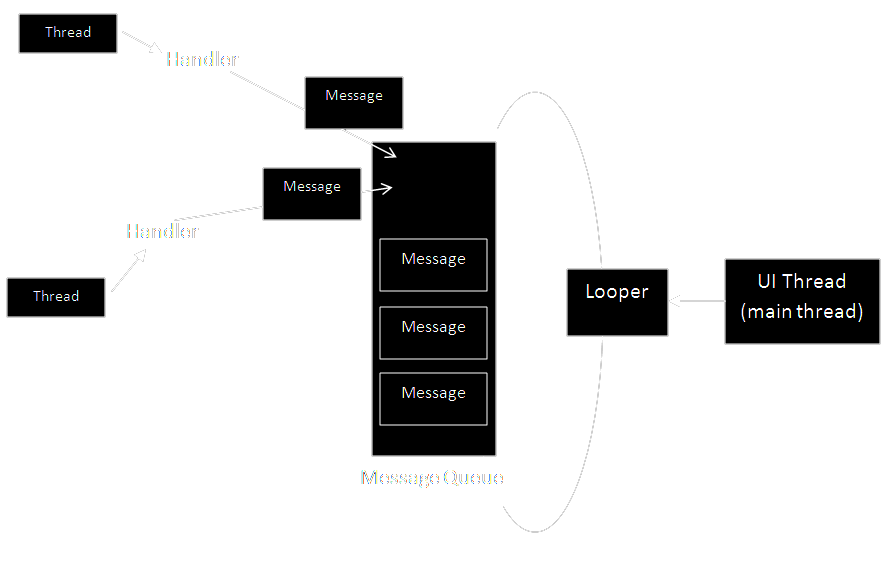 Thread
Handler
Message
Message
Handler
Message
Thread
Message
Message
Looper
UI Thread
(main thread)
Message Queue